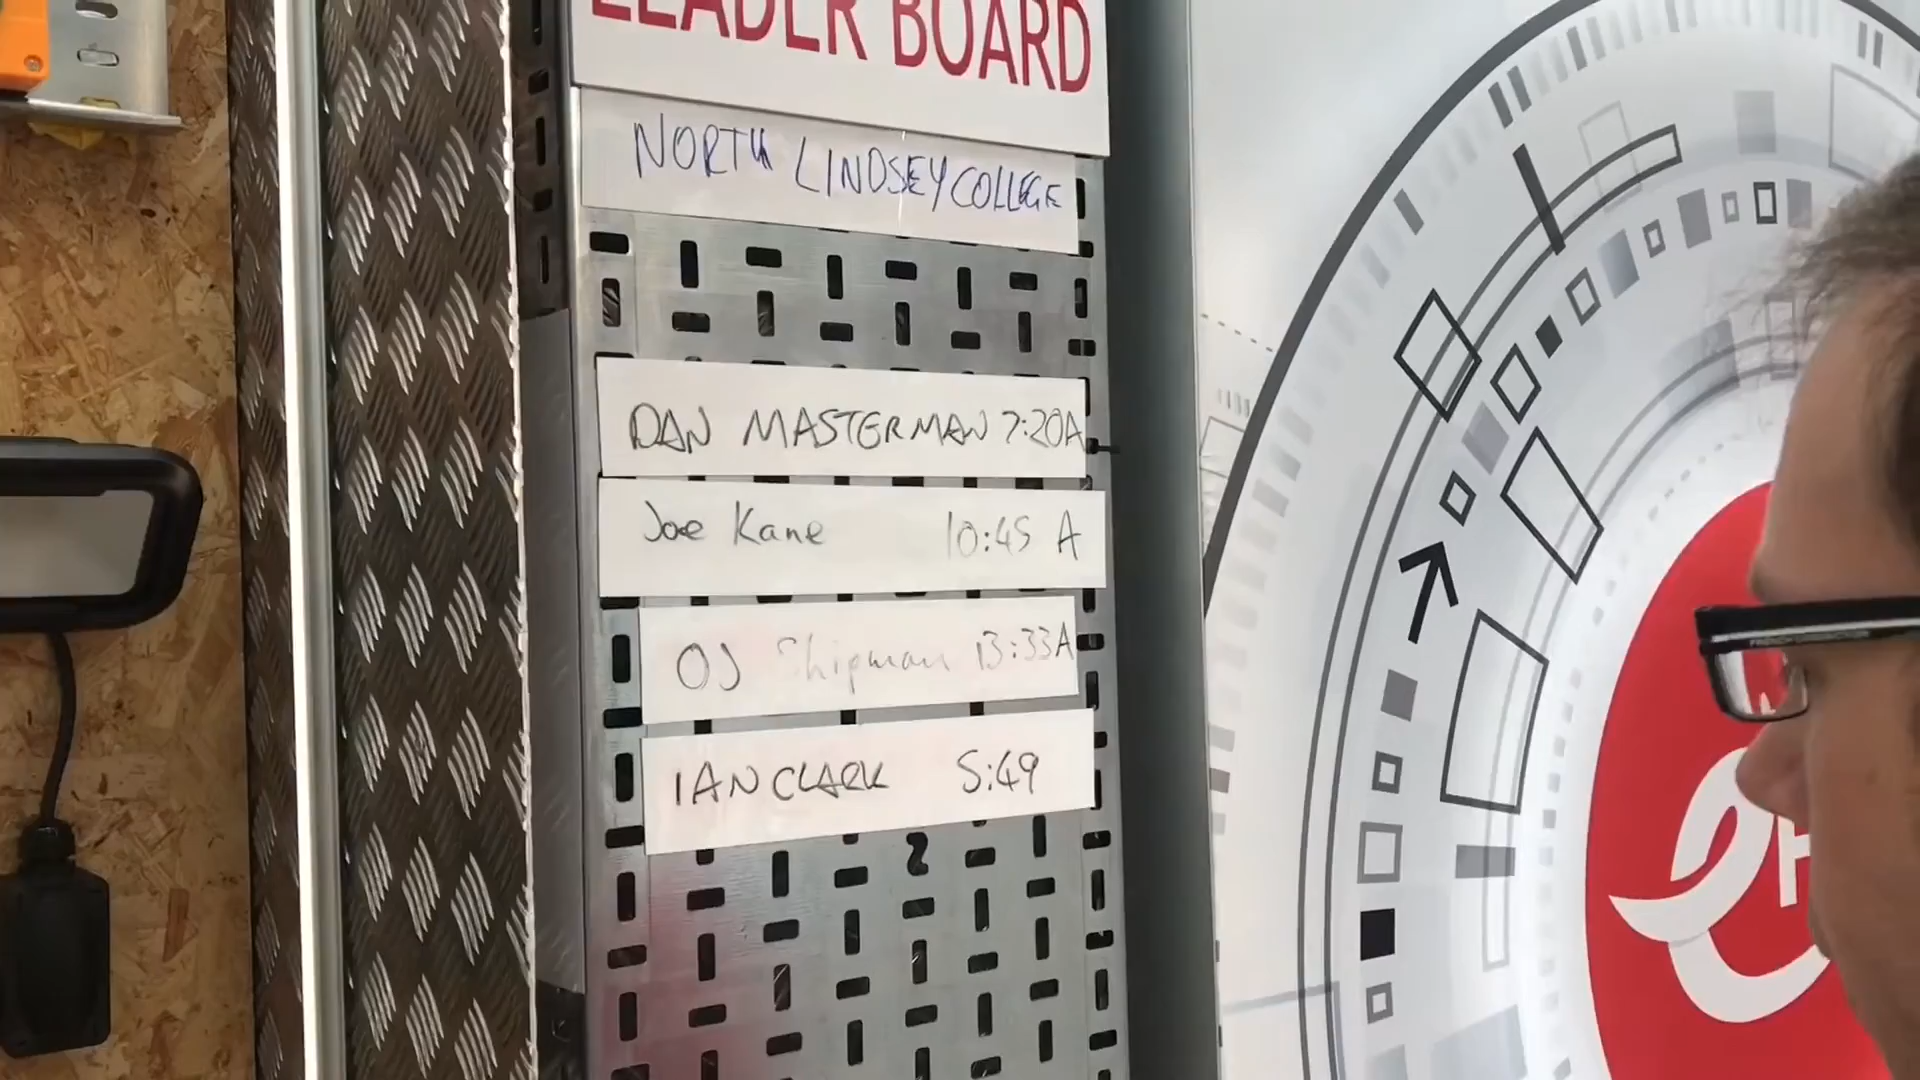 LEADER BOARD
NORTH LINDSEY COLLEGE
DAN MASTERMAN 7:20A
Joe Kane 10:45 A
OJ Shipman 13:33A
IAN CLARK 5:49